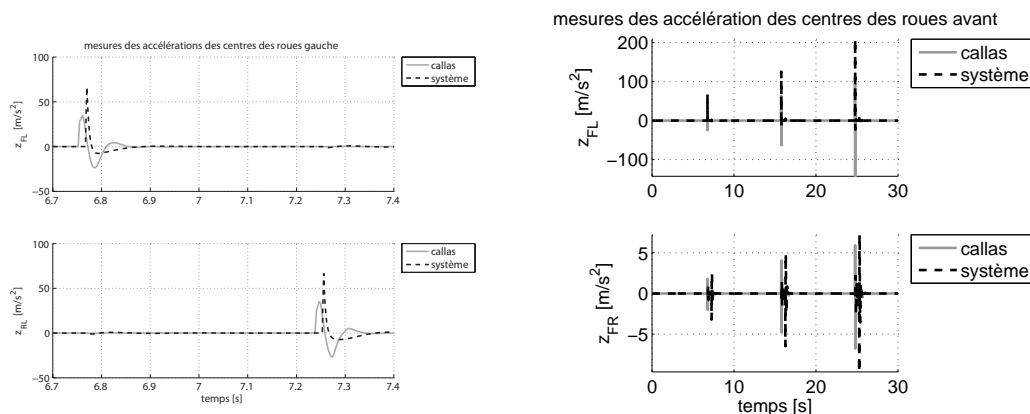 mesures des accélérations des centres des roues gauche
callas
système
z_FL [m/s²]
100
50
0
−50
6.7 6.8 6.9 7 7.1 7.2 7.3 7.4
callas
système
z_RL [m/s²]
100
50
0
−50
6.7 6.8 6.9 7 7.1 7.2 7.3 7.4
temps [s]
mesures des accélération des centres des roues avant
callas
système
z_FL [m/s²]
200
100
0
−100
0 10 20 30
callas
système
z_FR [m/s²]
5
0
−5
0 10 20 30
temps [s]